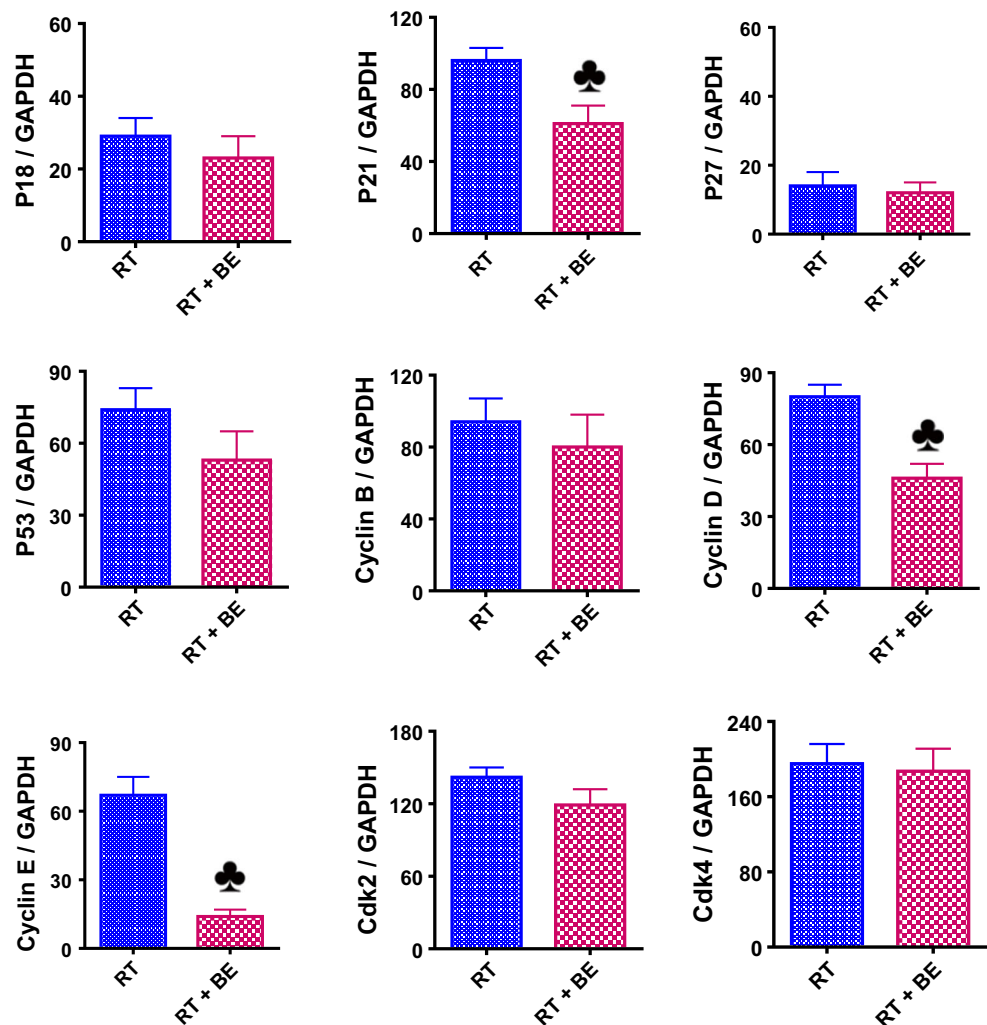 P18 / GAPDH
60
40
20
0
RT
RT + BE
P21 / GAPDH
120
80
40
0
♣
RT
RT + BE
P27 / GAPDH
60
40
20
0
RT
RT + BE
P53 / GAPDH
90
60
30
0
RT
RT + BE
Cyclin B / GAPDH
120
80
40
0
RT
RT + BE
Cyclin D / GAPDH
90
60
30
0
♣
RT
RT + BE
Cyclin E / GAPDH
90
60
30
0
♣
RT
RT + BE
Cdk2 / GAPDH
180
120
60
0
RT
RT + BE
Cdk4 / GAPDH
240
160
80
0
RT
RT + BE